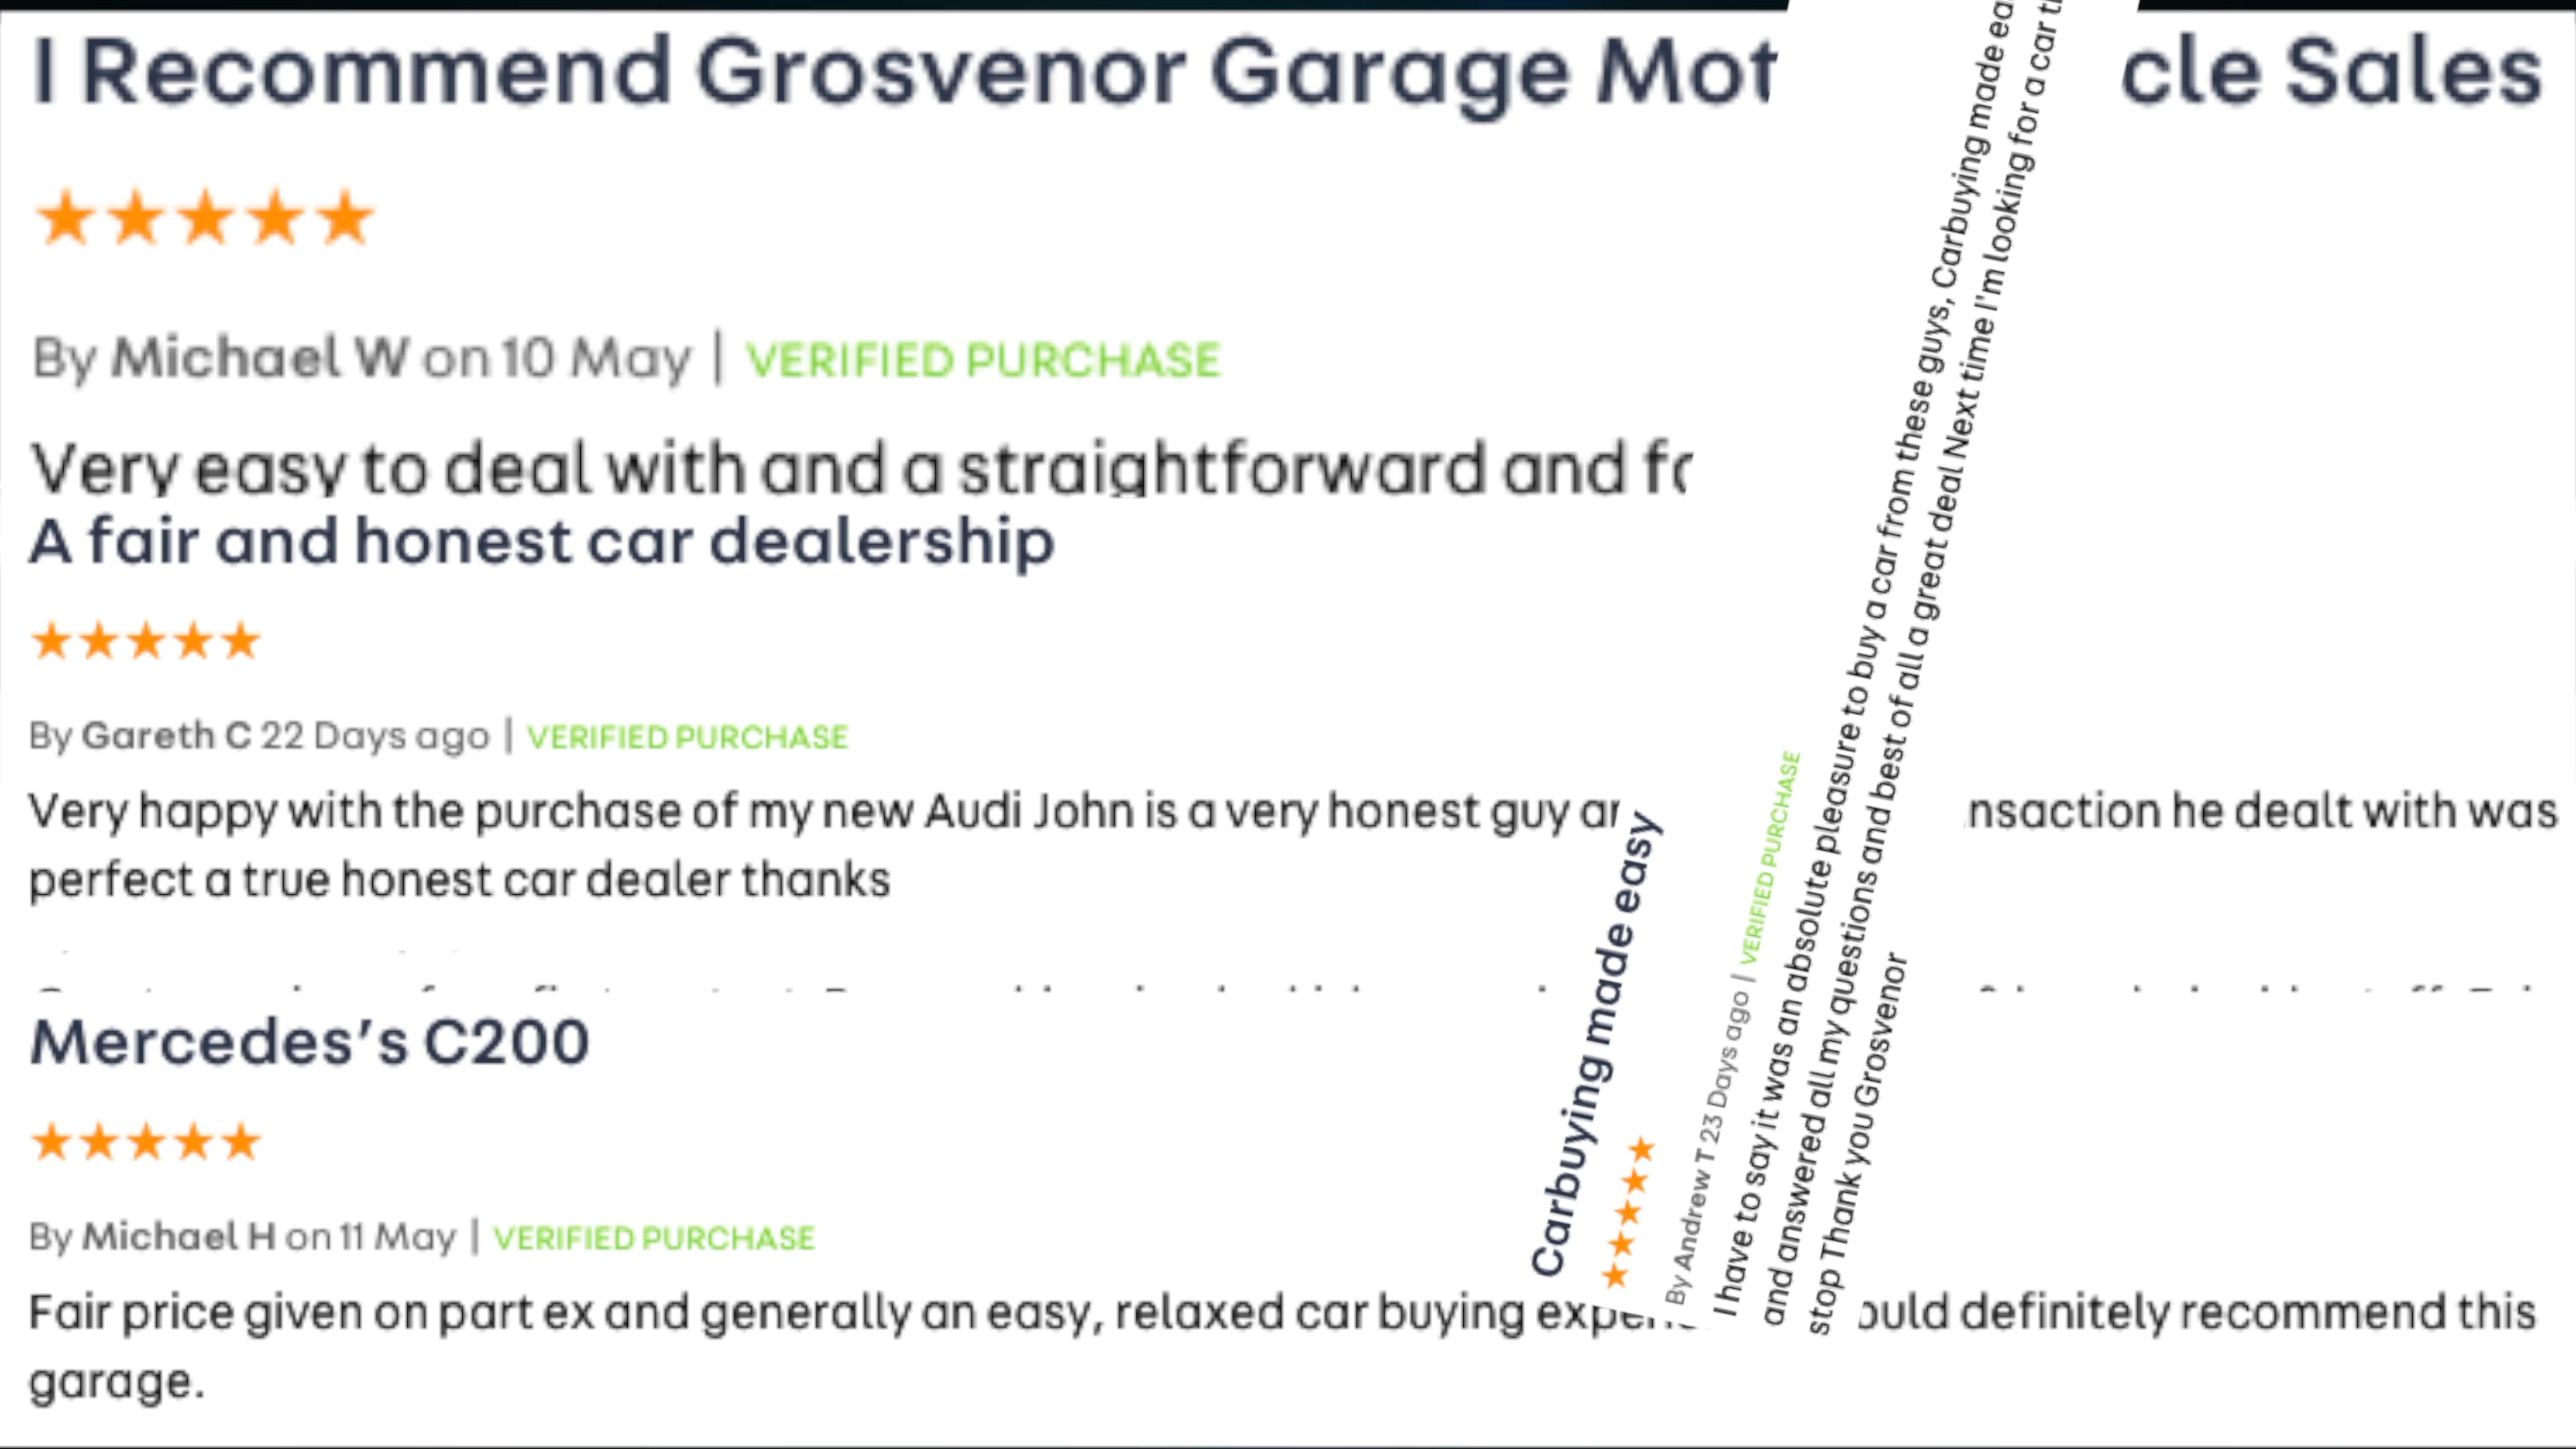 I Recommend Grosvenor Garage Mot
cle Sales
By Michael W on 10 May | VERIFIED PURCHASE
Very easy to deal with and a straightforward and
A fair and honest car dealership
By Gareth C 22 Days ago | VERIFIED PURCHASE
Very happy with the purchase of my new Audi John is a very honest guy
nsaction he dealt with was
perfect a true honest car dealer thanks
Mercedes’s C200
By Michael H on 11 May | VERIFIED PURCHASE
Fair price given on part ex and generally an easy, relaxed car buying
ould definitely recommend this
garage.
Carbuying made easy
By Andrew T 23 Days ago | VERIFIED PURCHASE
I have to say it was an absolute pleasure to buy a car from these guys, Carbuying made ea
and answered all my questions and best of all a great deal Next time I'm looking for a car
stop Thank you Grosvenor